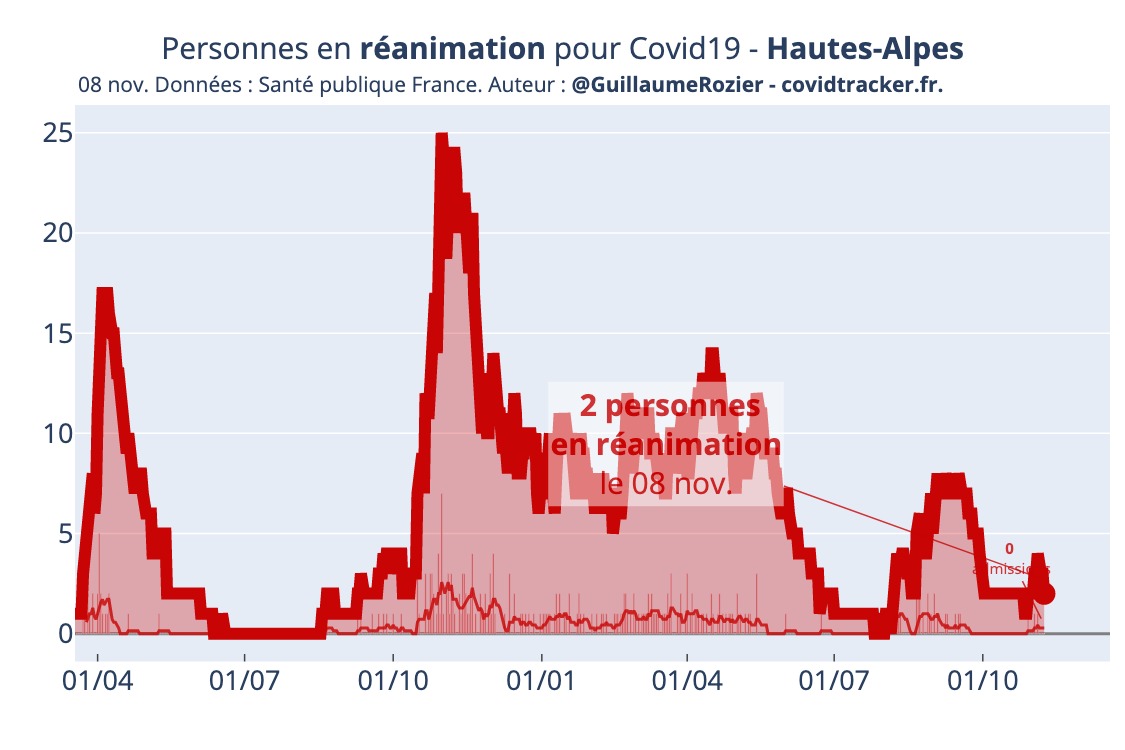 Personnes en réanimation pour Covid19 - Hautes-Alpes
08 nov. Données : Santé publique France. Auteur : @GuillaumeRozier - covidtracker.fr.
25
20
15
10
5
0
2 personnes
en réanimation
le 08 nov.
0
admissions
01/04 01/07 01/10 01/01 01/04 01/07 01/10